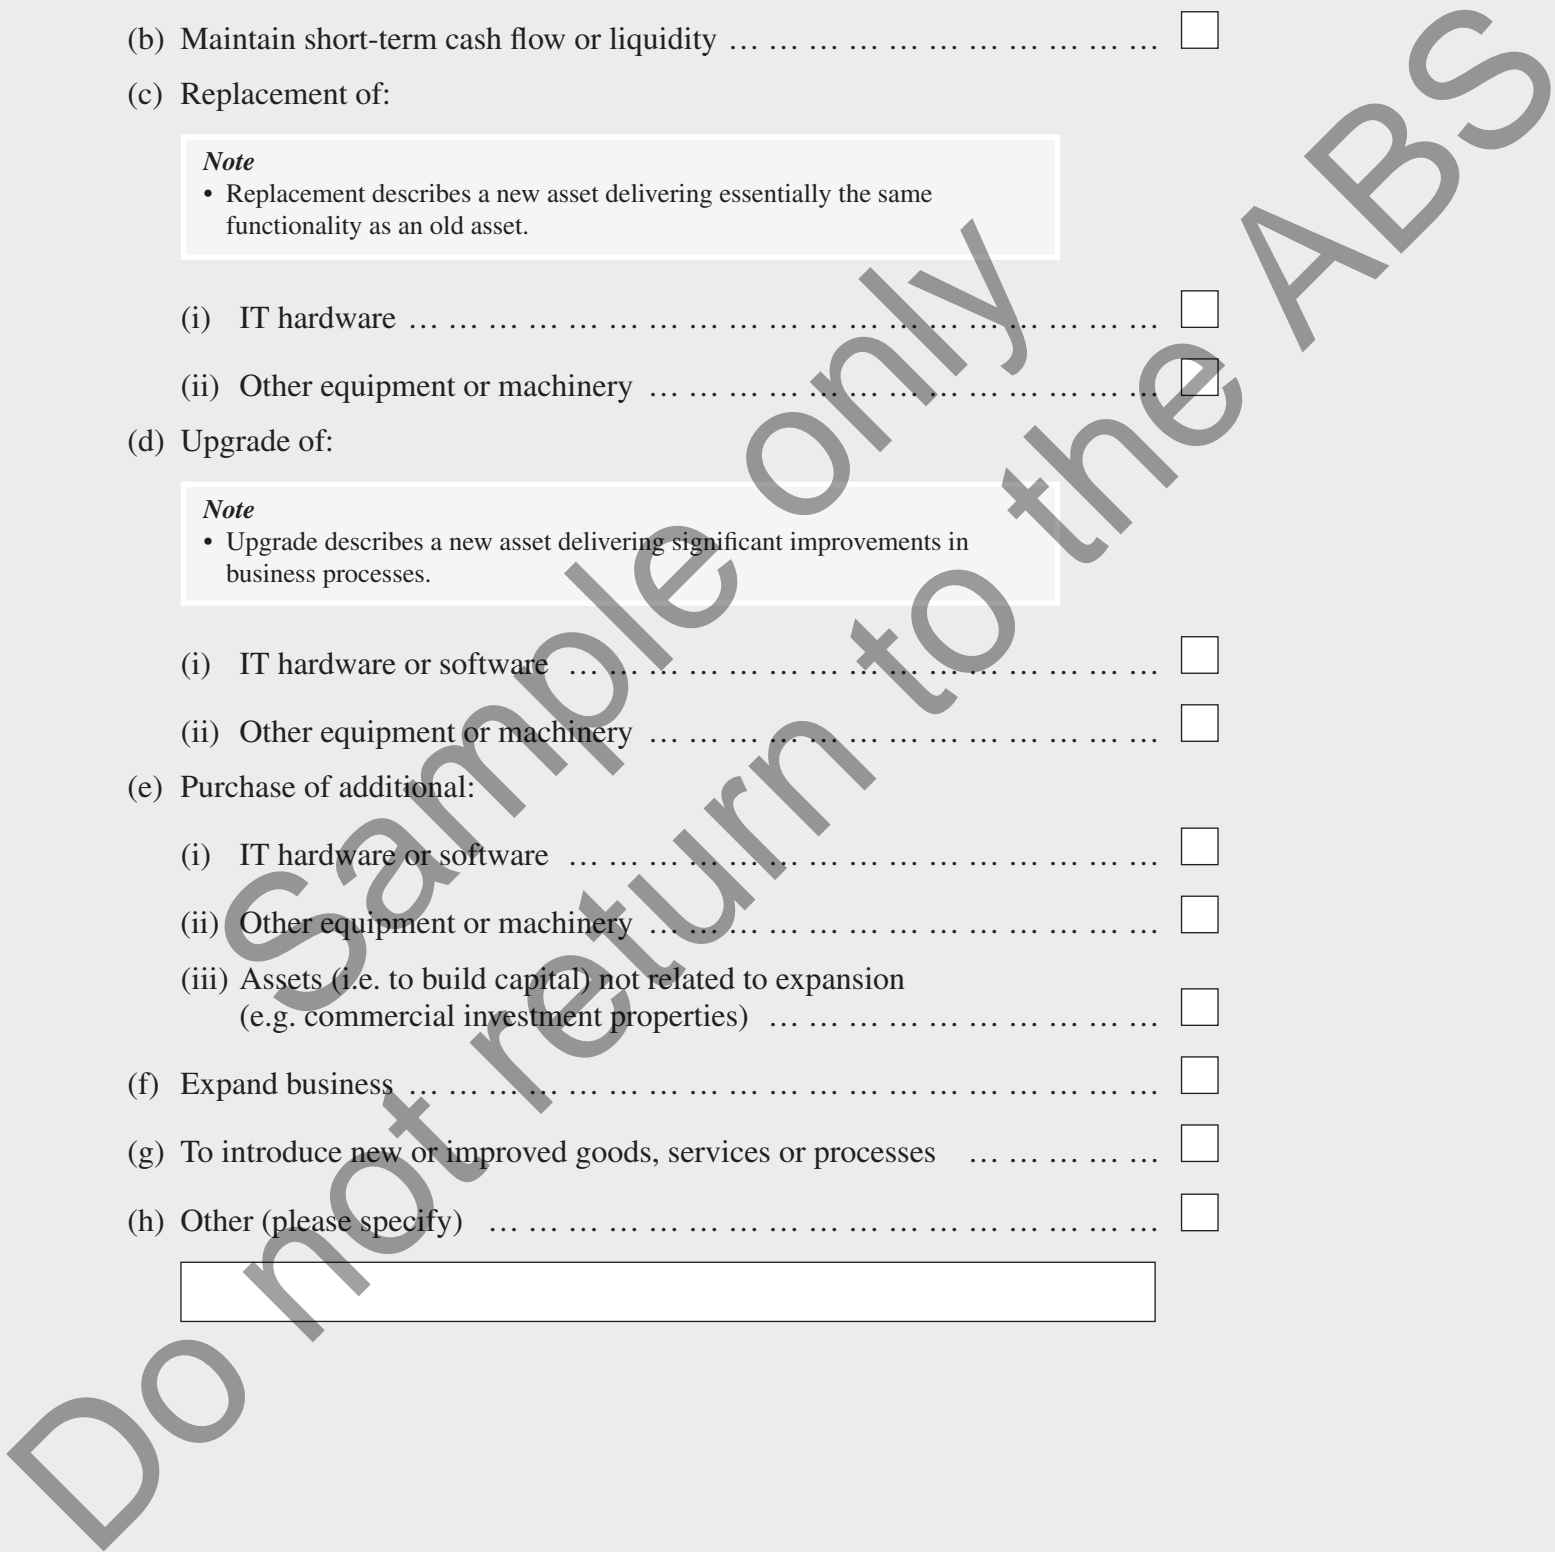 (b) Maintain short-term cash flow or liquidity … … … … … … … … … … …
(c) Replacement of:
Note
• Replacement describes a new asset delivering essentially the same
functionality as an old asset.
(i) IT hardware … … … … … … … … … … … … … … … … … … …
(ii) Other equipment or machinery … … … … … … … … … … … … …
(d) Upgrade of:
Note
• Upgrade describes a new asset delivering significant improvements in
business processes.
(i) IT hardware or software … … … … … … … … … … … … … … …
(ii) Other equipment or machinery … … … … … … … … … … … … …
(e) Purchase of additional:
(i) IT hardware or software … … … … … … … … … … … … … … …
(ii) Other equipment or machinery … … … … … … … … … … … … …
(iii) Assets (i.e. to build capital) not related to expansion
(e.g. commercial investment properties) … … … … … … … … … …
(f) Expand business … … … … … … … … … … … … … … … … … … …
(g) To introduce new or improved goods, services or processes … … … … …
(h) Other (please specify) … … … … … … … … … … … … … … … … …
Sample only
Do not return to the ABS